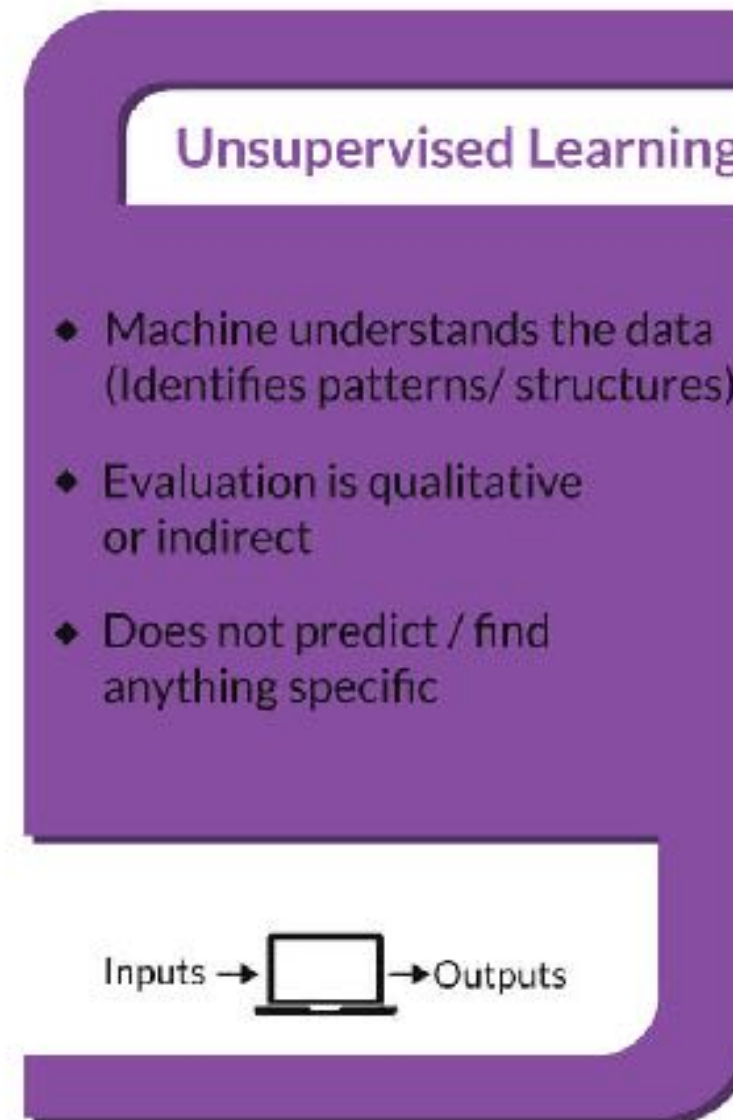 Unsupervised Learning
◆ Machine understands the data
(Identifies patterns/ structures)
◆ Evaluation is qualitative
or indirect
◆ Does not predict / find
anything specific
Inputs → → Outputs